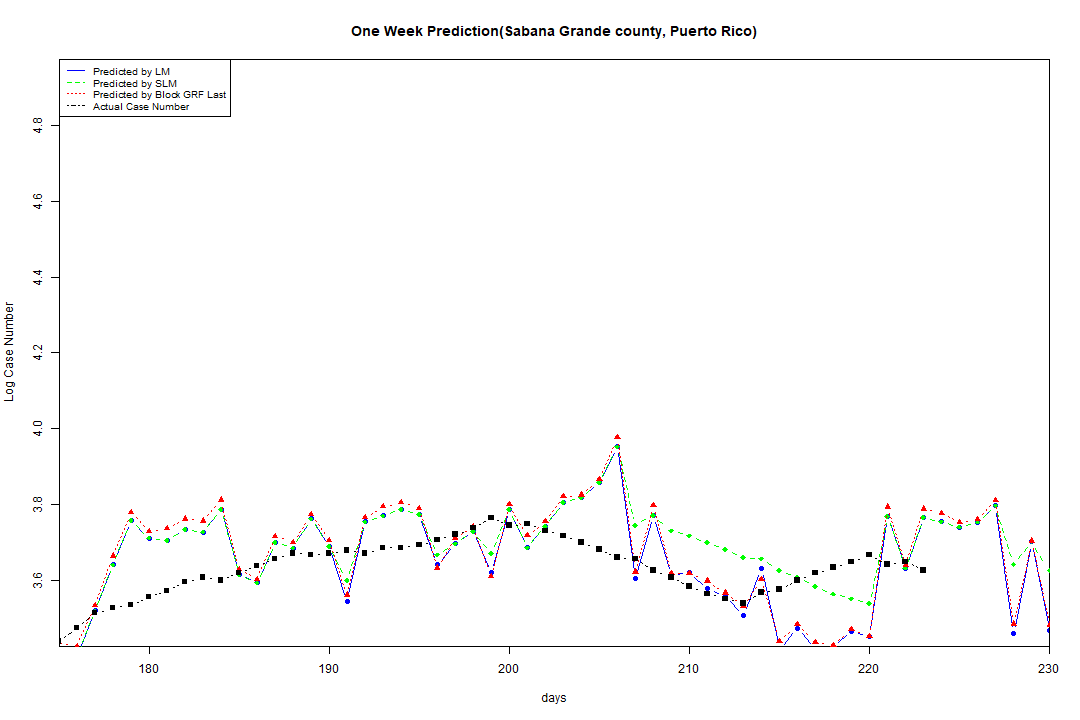 One Week Prediction(Sabana Grande county, Puerto Rico)
Predicted by LM
Predicted by SLM
Predicted by Block GRF Last
Actual Case Number
4.8
4.6
4.4
4.2
4.0
3.8
3.6
Log Case Number
180 190 200 210 220 230
days